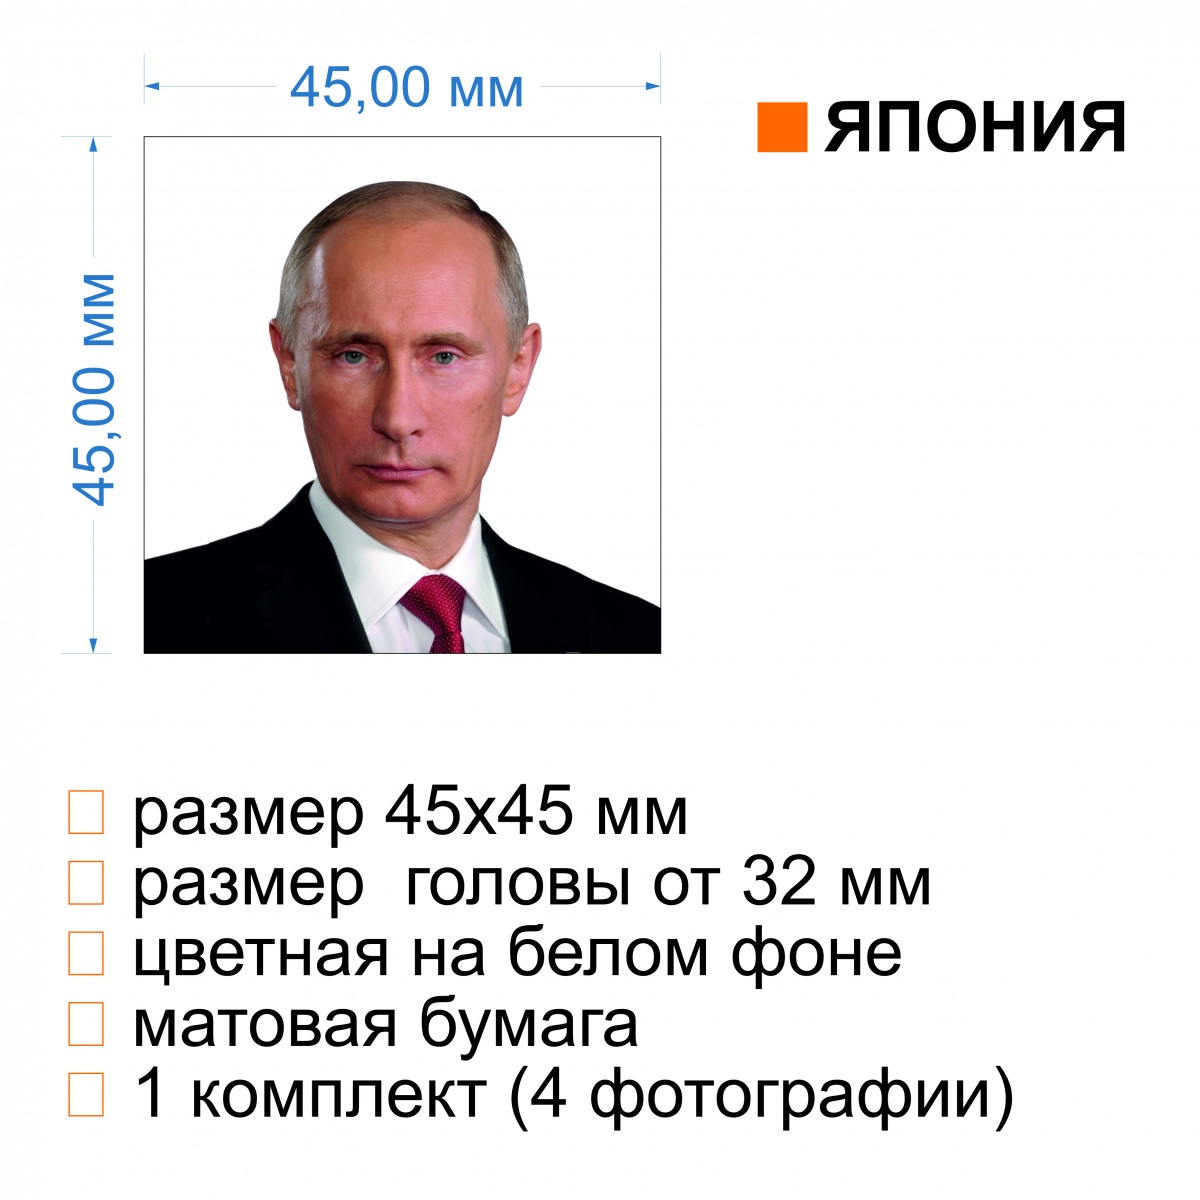 45,00 мм
ЯПОНИЯ
45,00 мм
размер 45х45 мм
размер  головы от 32 мм
цветная на белом фоне
матовая бумага
1 комплект (4 фотографии)